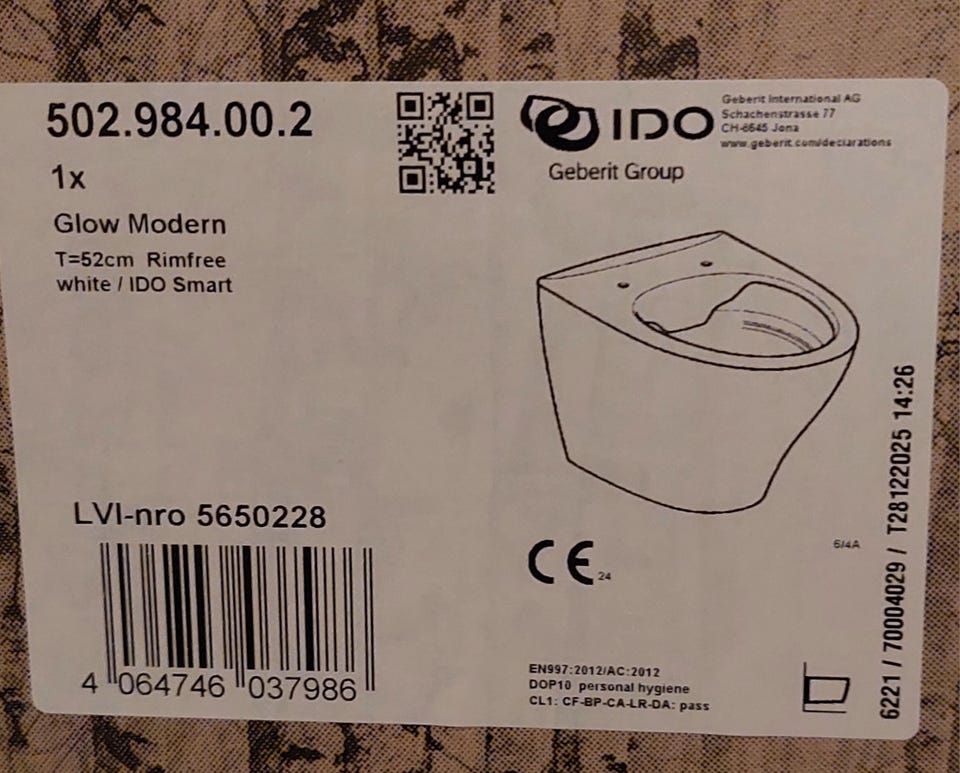 502.984.00.2
1x
Glow Modern
T=52cm Rimfree
white / IDO Smart
IDO
Geberit Group
Geberit International AG
Schachenstrasse 77
CH-8645 Jona
www.geberit.com/declarations
LVI-nro 5650228
4 064746 037986
CE 24
6/4A
EN997:2012/AC:2012
DOP10 personal hygiene
CL1: CF-BP-CA-LR-DA: pass
6221 / 70004029 / T28122025 14:26